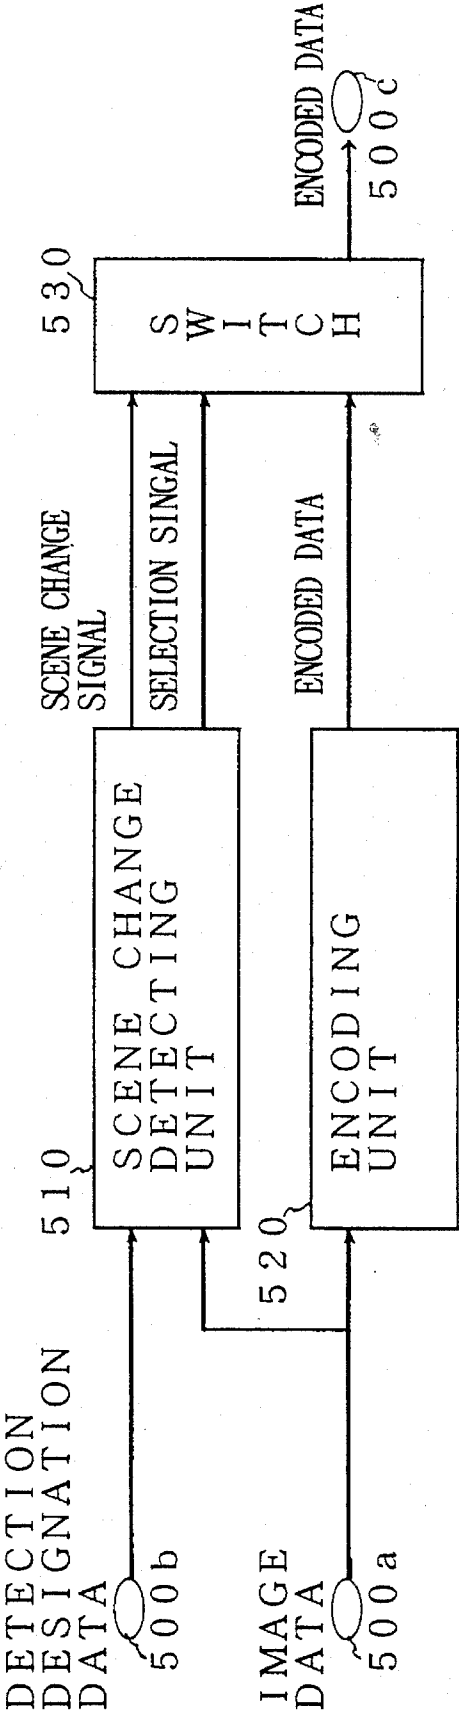 DETECTION
DESIGNATION
DATA
500b
510
SCENE CHANGE
DETECTING
UNIT
SCENE CHANGE
SIGNAL
SELECTION SINGAL
530
SWITCH
IMAGE
DATA
500a
520
ENCODING
UNIT
ENCODED DATA
ENCODED DATA
500c